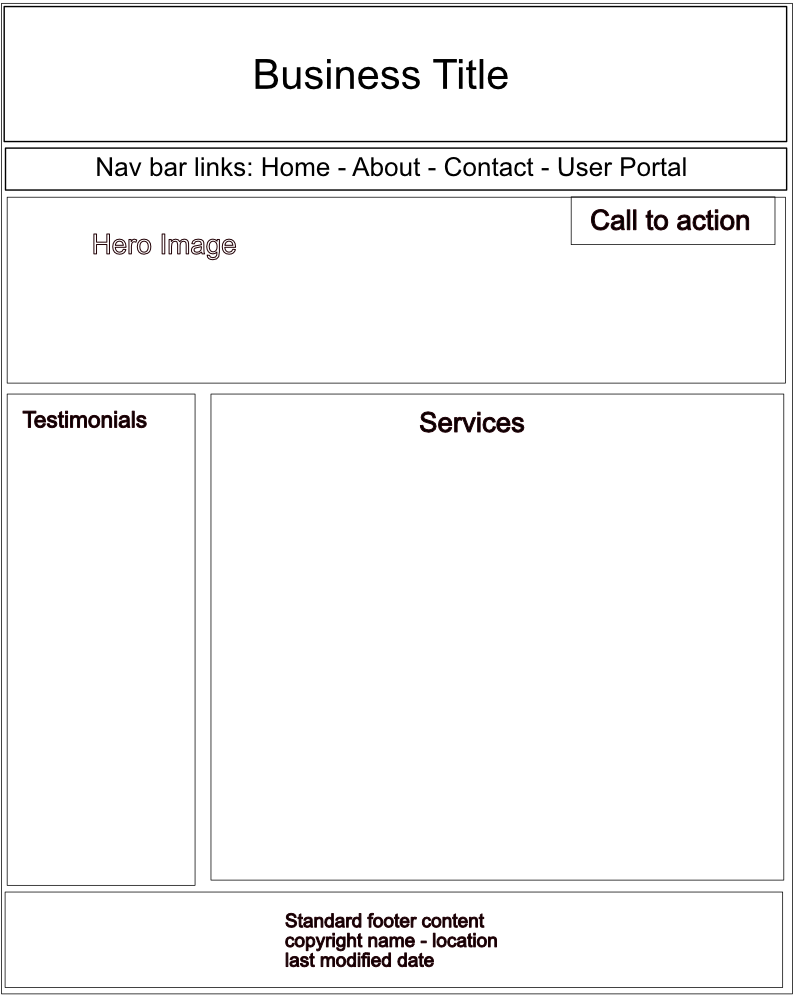 Business Title
Nav bar links: Home - About - Contact - User Portal
Call to action
Hero Image
Testimonials
Services
Standard footer content
copyright name - location
last modified date